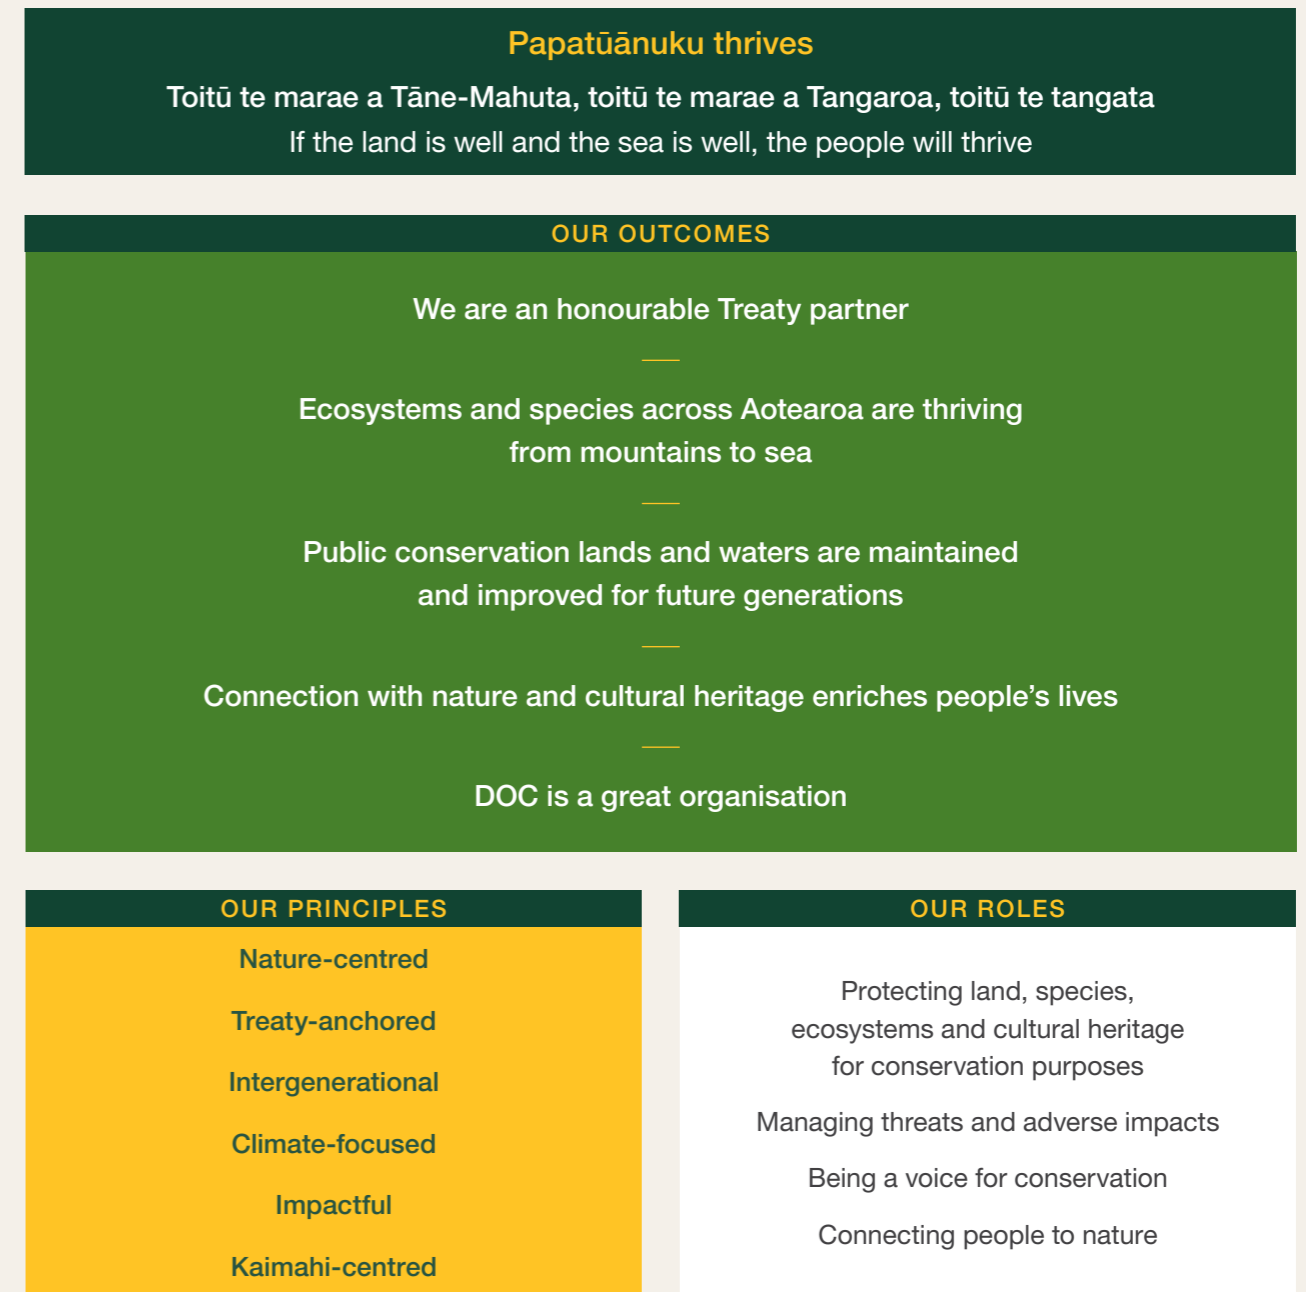 Papatūānuku thrives
Toitū te marae a Tāne-Mahuta, toitū te marae a Tangaroa, toitū te tangata
If the land is well and the sea is well, the people will thrive
OUR OUTCOMES
We are an honourable Treaty partner
Ecosystems and species across Aotearoa are thriving
from mountains to sea
Public conservation lands and waters are maintained
and improved for future generations
Connection with nature and cultural heritage enriches people’s lives
DOC is a great organisation
OUR PRINCIPLES
Nature-centred
Treaty-anchored
Intergenerational
Climate-focused
Impactful
Kaimahi-centred
OUR ROLES
Protecting land, species,
ecosystems and cultural heritage
for conservation purposes
Managing threats and adverse impacts
Being a voice for conservation
Connecting people to nature